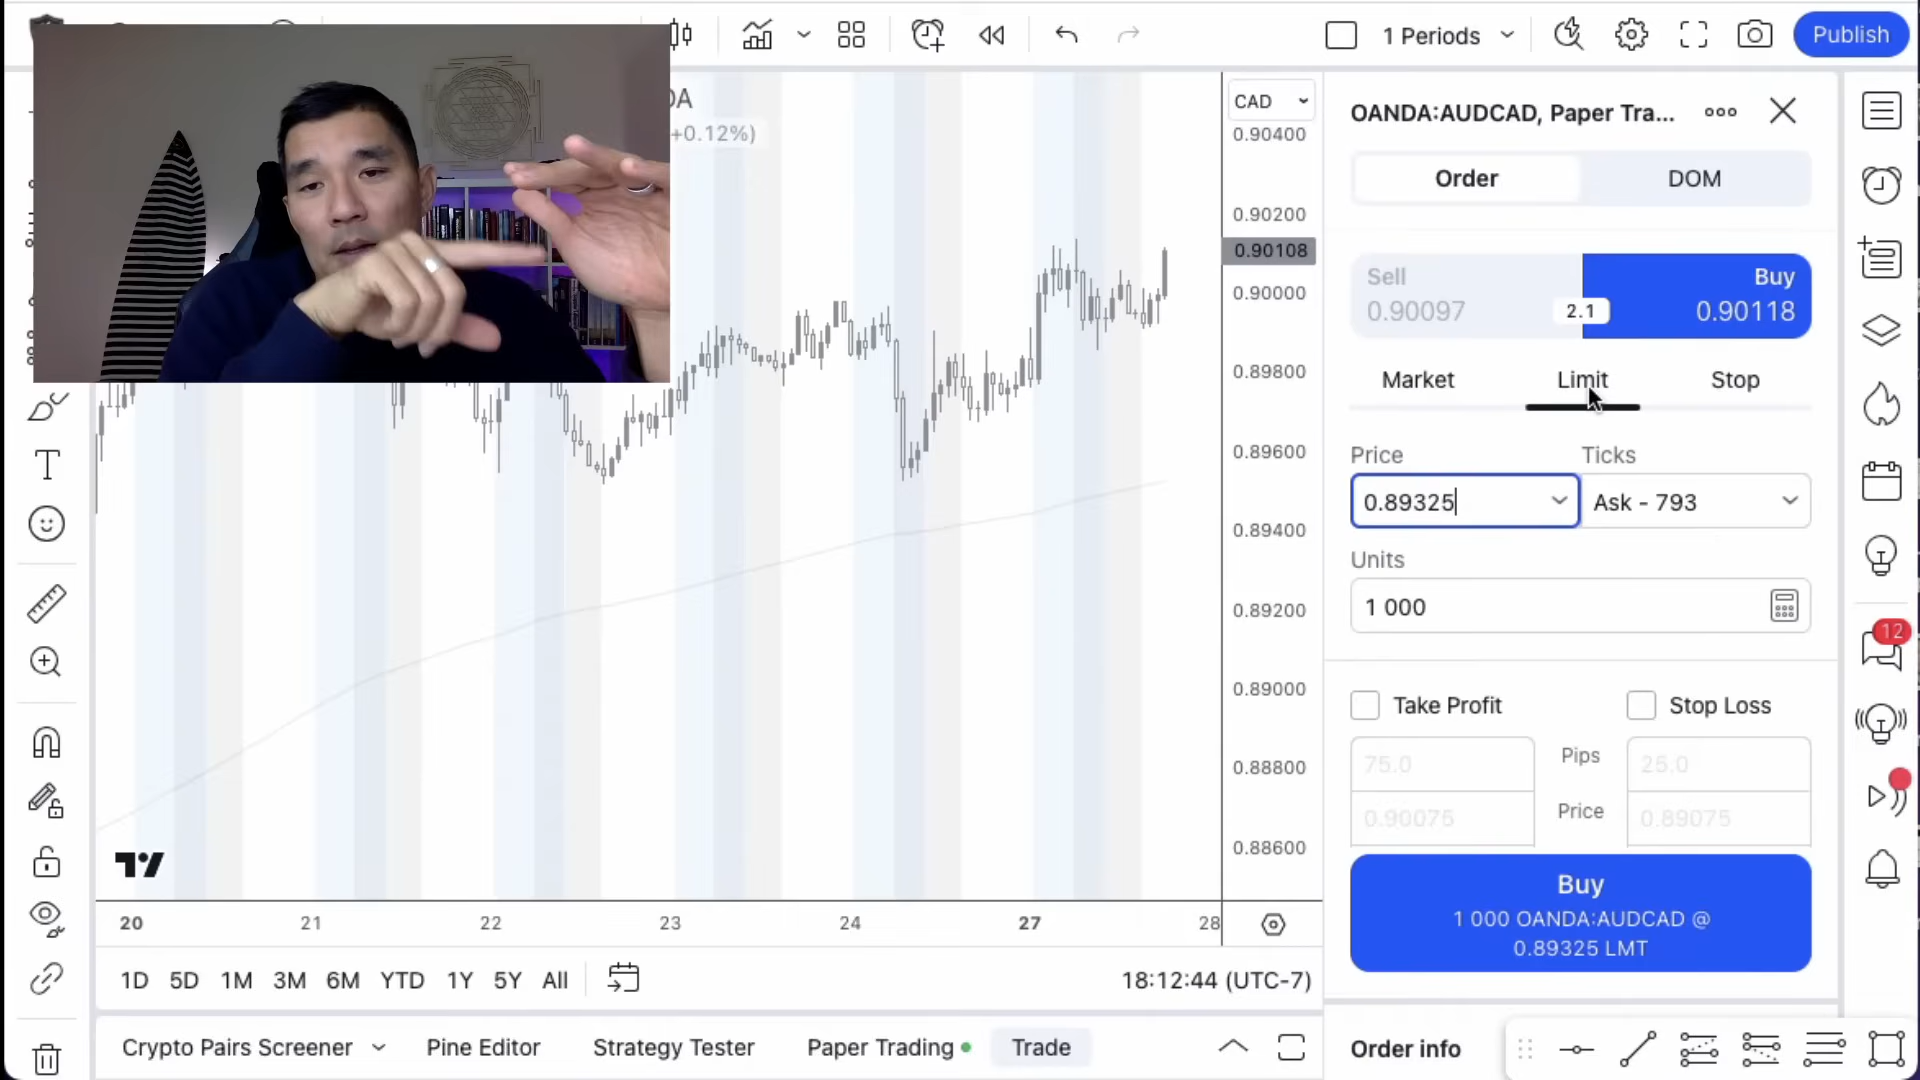 1 Periods
Publish
DA
+0.12%)
CAD
0.90400
0.90200
0.90108
0.90000
0.89800
0.89600
0.89400
0.89200
0.89000
0.88800
0.88600
20 21 22 23 24 27 28
1D 5D 1M 3M 6M YTD 1Y 5Y All
18:12:44 (UTC-7)
Crypto Pairs Screener Pine Editor Strategy Tester Paper Trading Trade
OANDA:AUDCAD, Paper Tra...
Order DOM
Sell Buy
0.90097 2.1 0.90118
Market Limit Stop
Price Ticks
0.89325 Ask - 793
Units
1 000
Take Profit Stop Loss
75.0 Pips 25.0
0.90075 Price 0.89075
Buy
1 000 OANDA:AUDCAD @
0.89325 LMT
Order info
12